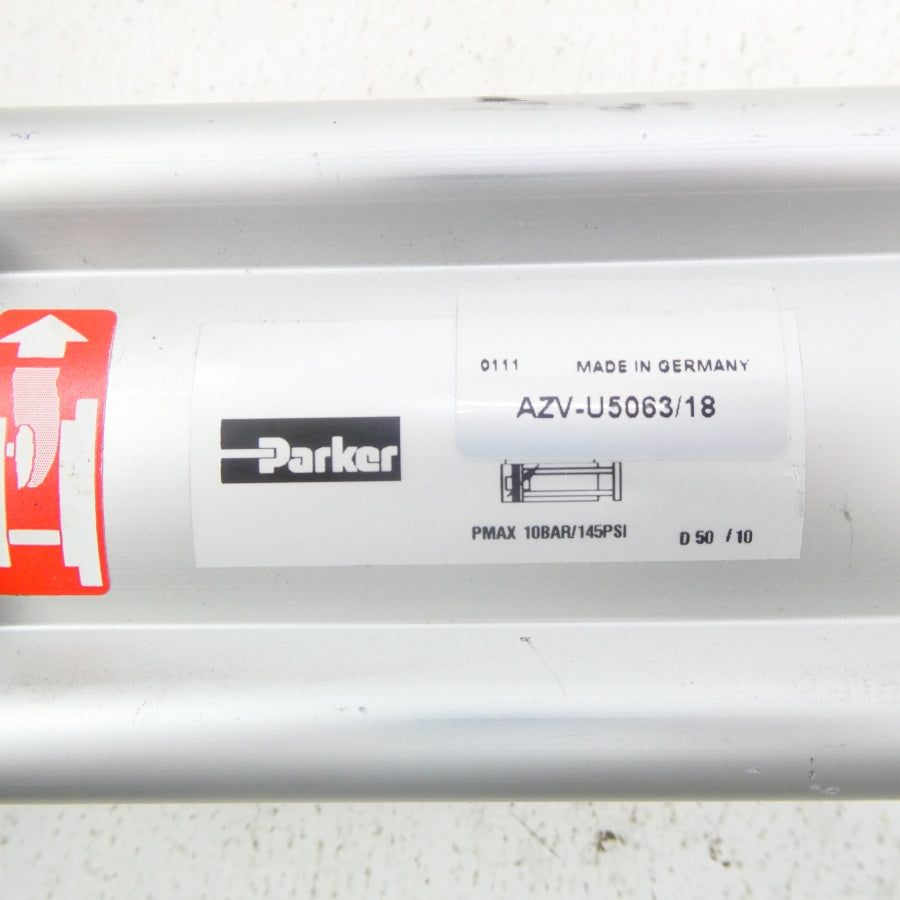 0111 MADE IN GERMANY
AZV-U5063/18
Parker
PMAX 10BAR/145PSI D 50 / 10